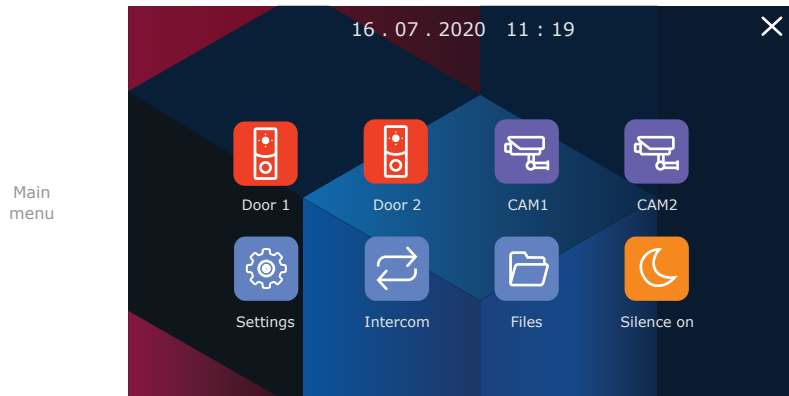 16 . 07 . 2020 11 : 19
Main
menu
Door 1 Door 2 CAM1 CAM2
Settings Intercom Files Silence on